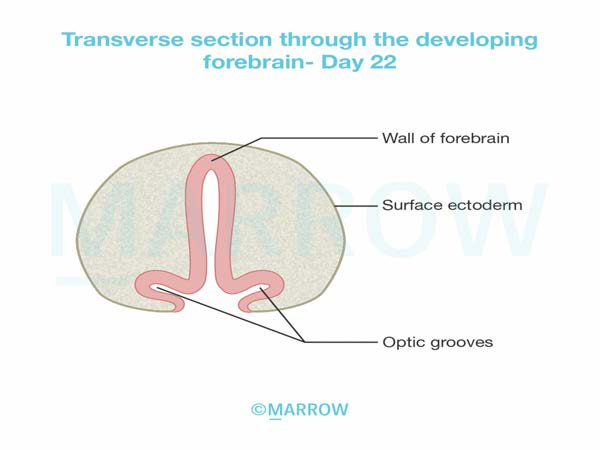 Transverse section through the developing
forebrain- Day 22
Wall of forebrain
MARROW
Surface ectoderm
Optic grooves
©MARROW